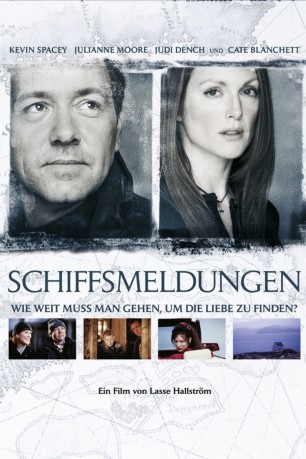 KEVIN SPACEY JULIANNE MOORE JUDI DENCH UND CATE BLANCHETT
SCHIFFSMELDUNGEN
WIE WEIT MUSS MAN GEHEN, UM DIE LIEBE ZU FINDEN?
Ein Film von Lasse Hallström